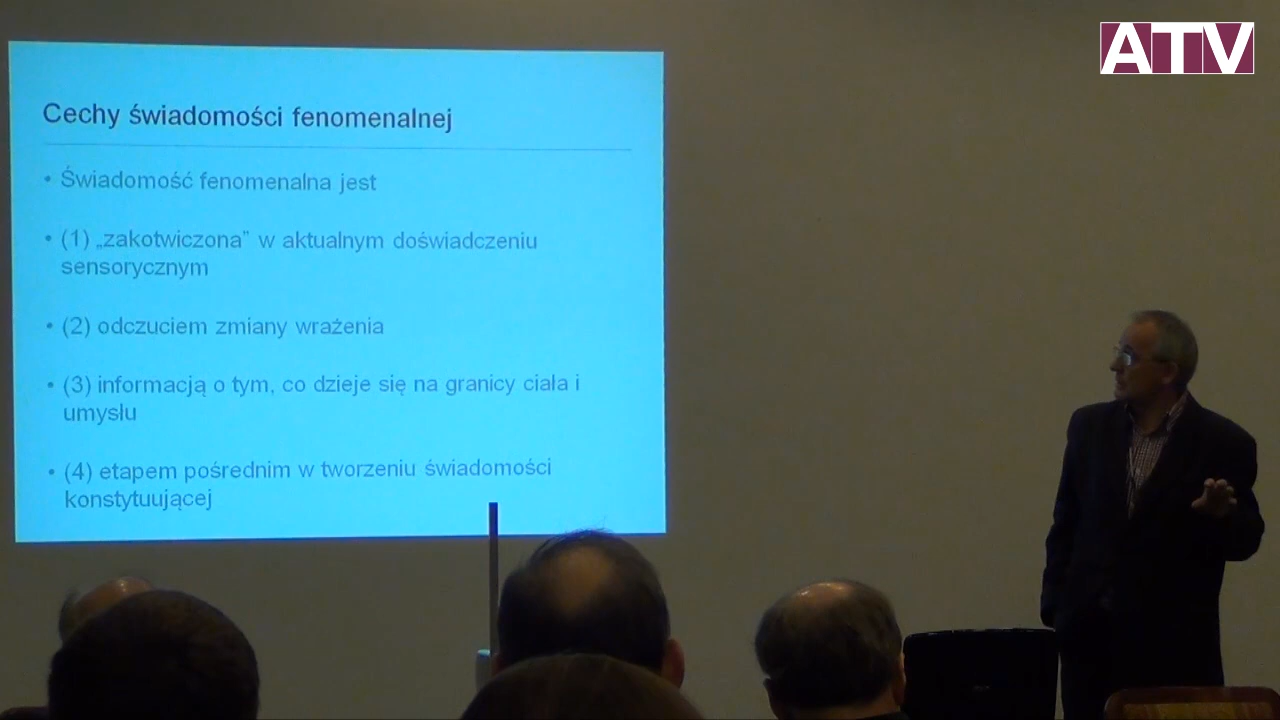 ATV
Cechy świadomości fenomenalnej
• Świadomość fenomenalna jest
• (1) „zakotwiczona” w aktualnym doświadczeniu
sensorycznym
• (2) odczuciem zmiany wrażenia
• (3) informacją o tym, co dzieje się na granicy ciała i
umysłu
• (4) etapem pośrednim w tworzeniu świadomości
konstytuującej